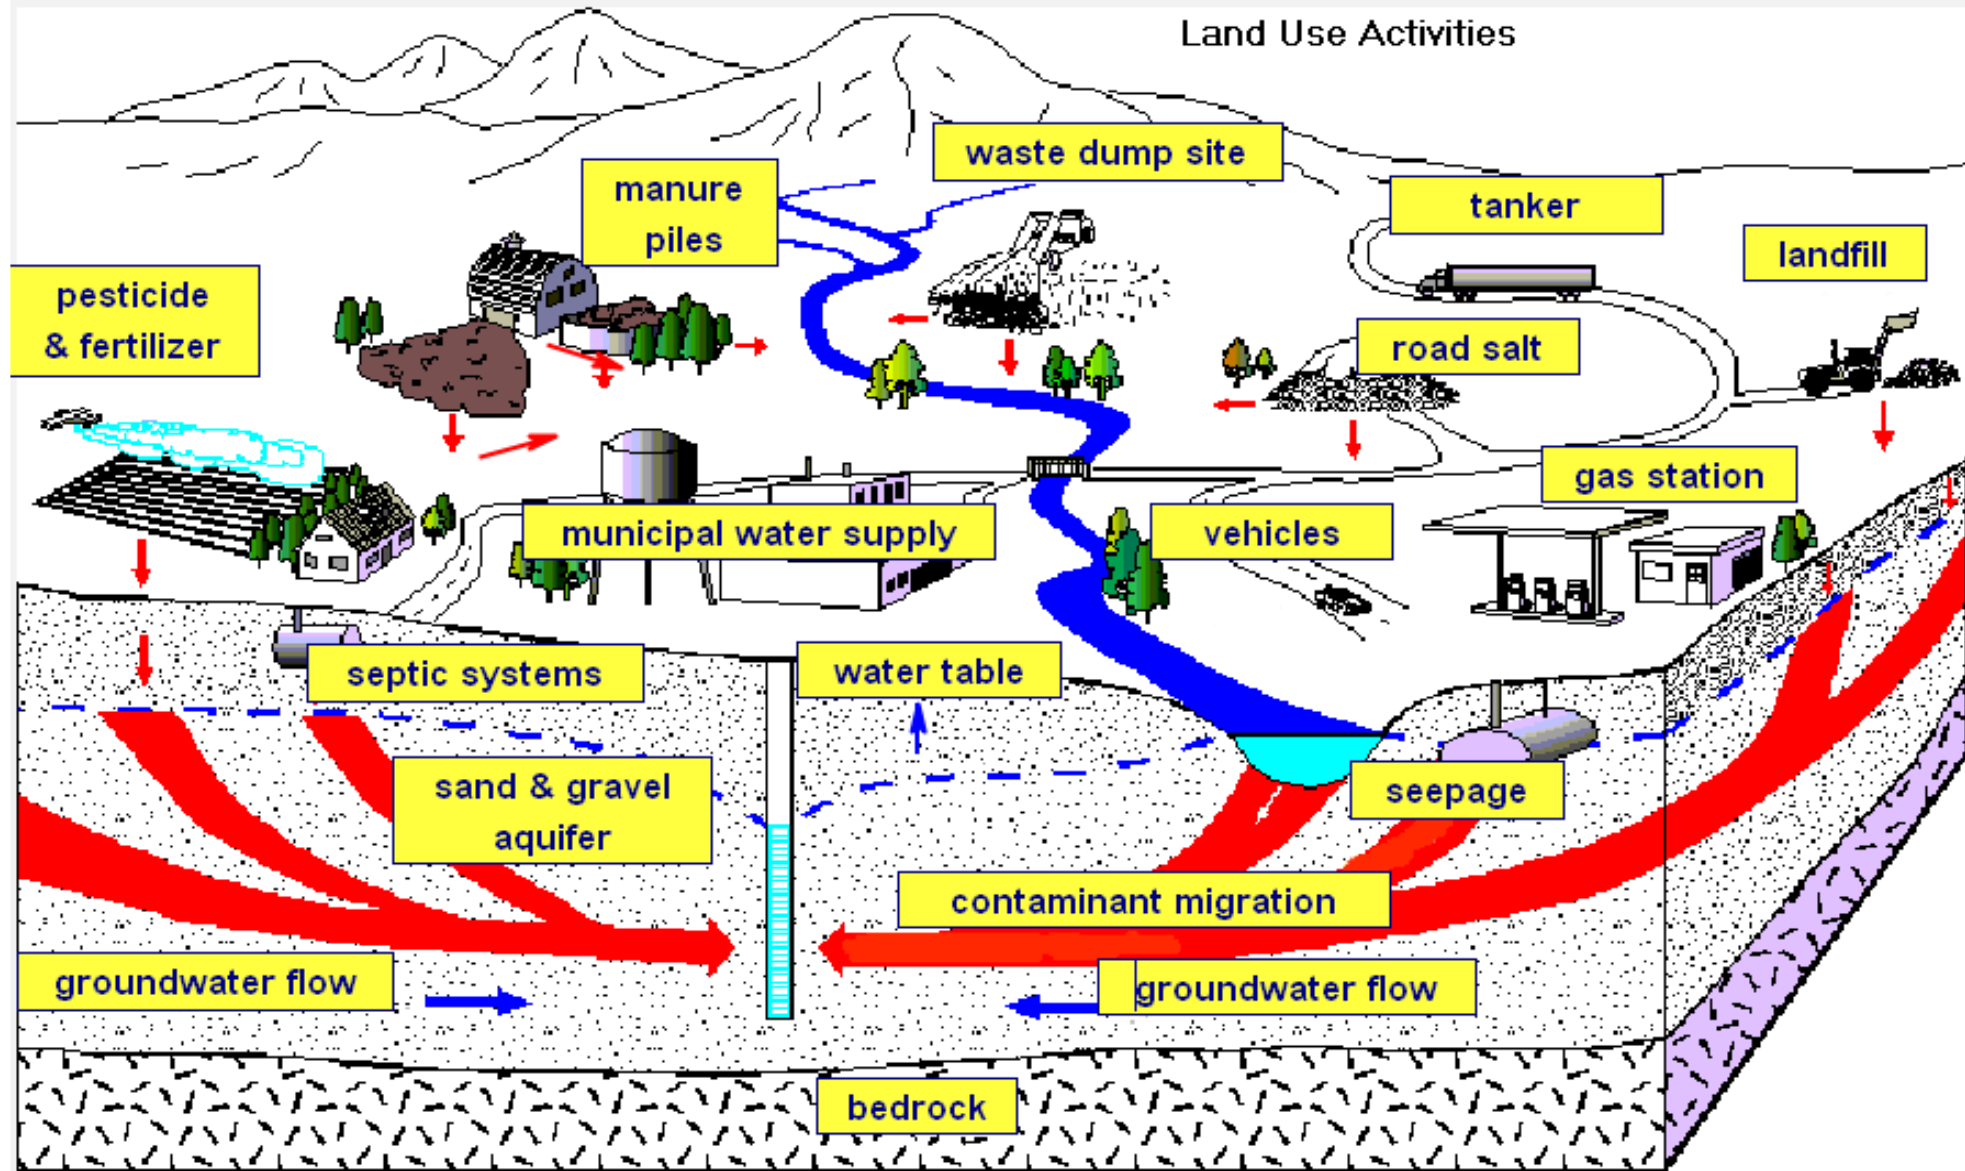 Land Use Activities
waste dump site
manure
piles
tanker
landfill
pesticide
& fertilizer
road salt
gas station
municipal water supply
vehicles
septic systems
water table
sand & gravel
aquifer
seepage
contaminant migration
groundwater flow
groundwater flow
bedrock